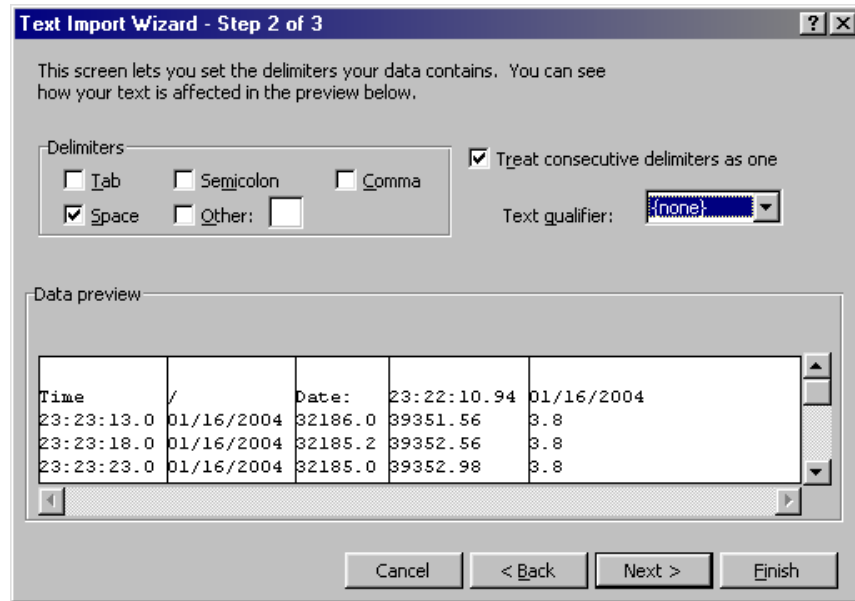 Text Import Wizard - Step 2 of 3
This screen lets you set the delimiters your data contains. You can see
how your text is affected in the preview below.
Delimiters
Tab Semicolon Comma
Space Other:
Treat consecutive delimiters as one
Text qualifier: {none}
Data preview
Time / Date: 23:22:10.94 01/16/2004
23:23:13.0 01/16/2004 32186.0 39351.56 3.8
23:23:18.0 01/16/2004 32185.2 39352.56 3.8
23:23:23.0 01/16/2004 32185.0 39352.98 3.8
Cancel < Back Next > Finish